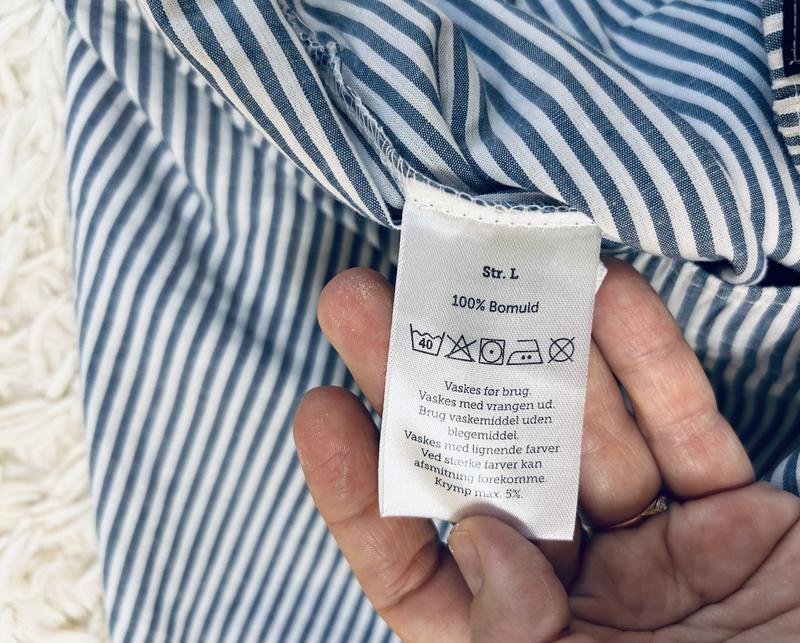 Str. L
100% Bomuld
40
Vaskes før brug.
Vaskes med vrangen ud.
Brug vaskemiddel uden
blegemiddel.
Vaskes med lignende farver.
Ved stærke farver kan
afsmitning forekomme.
Krymp max. 5%.